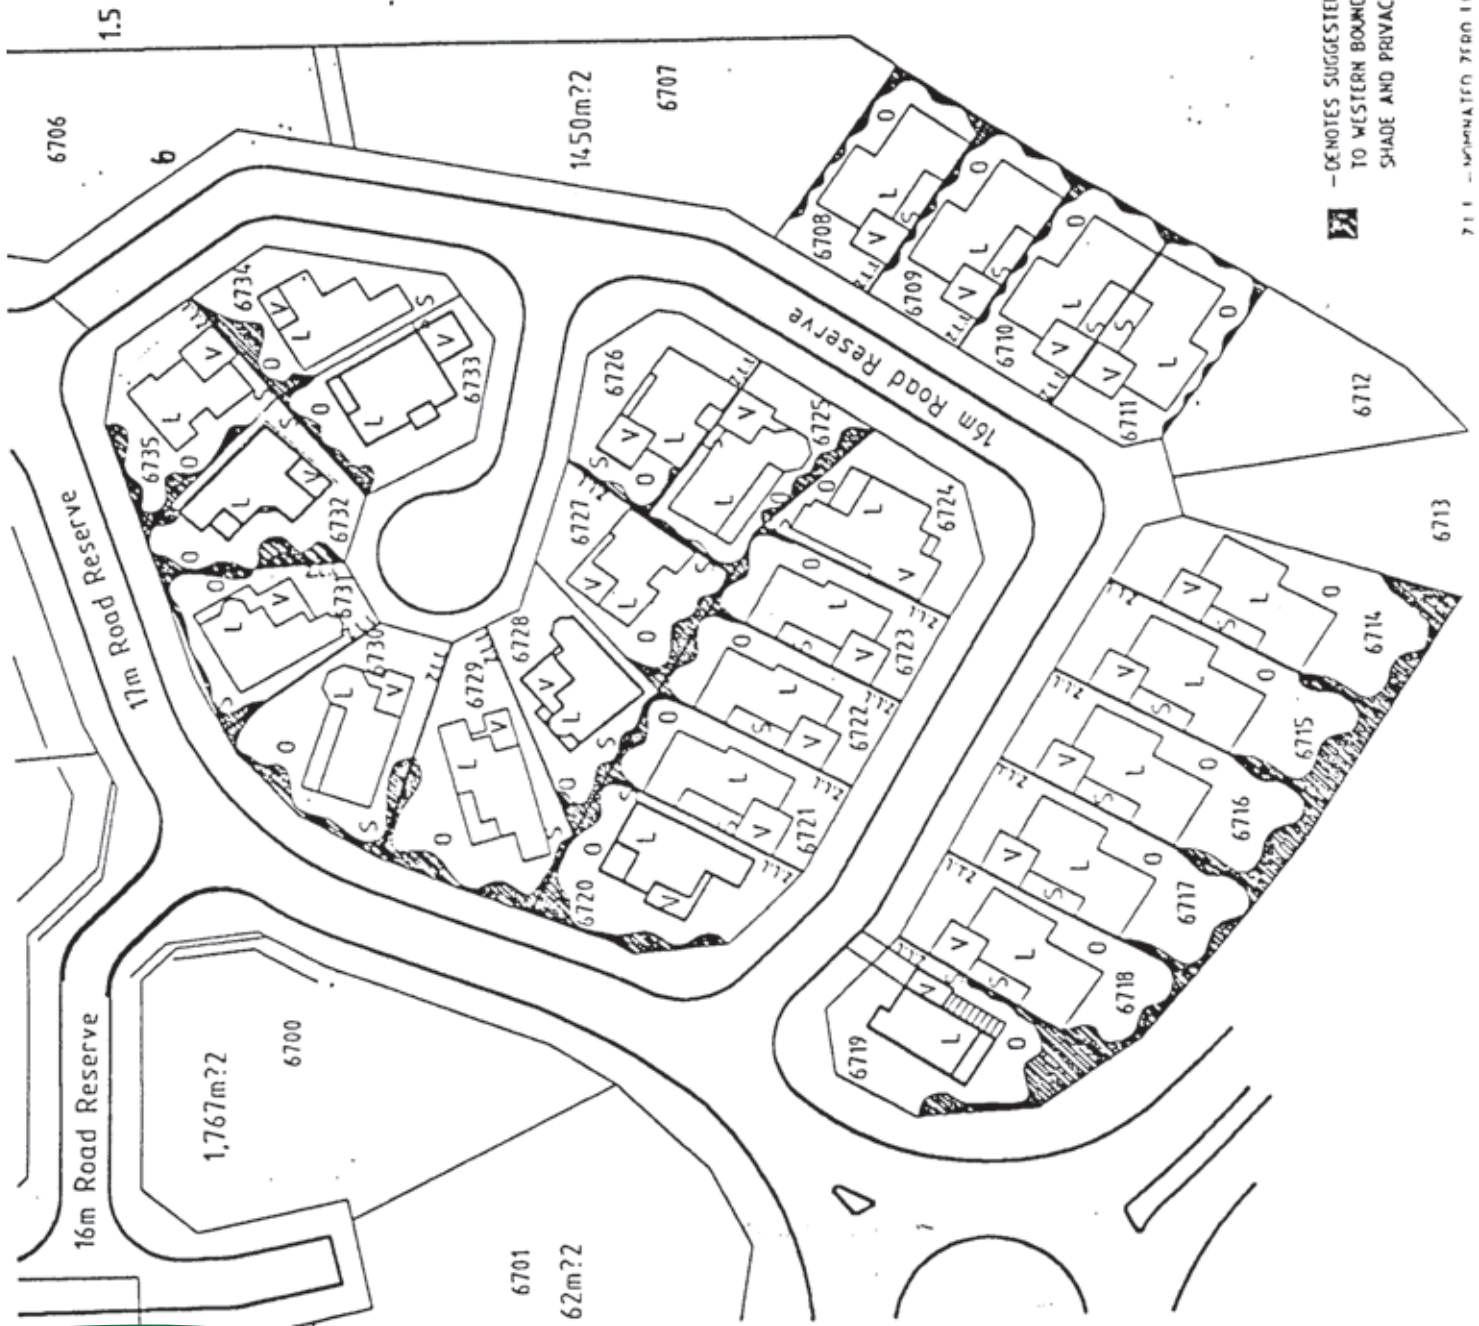 1.5
6706
6
1450m?2
6707
-DENOTES SUGGESTE
TO WESTERN BOUND
SHADE AND PRIVAC
17m Road Reserve
16m Road Reserve
16m Road Reserve
1,767m?2
6700
6701
62m?2
6708
V
L
S
O
Z.L.L
6709
V
L
S
O
Z.L.L
6710
V
L
S
O
Z.L.L
6711
V
L
S
O
6712
6713
6714
V
L
S
O
Z.L.L
6715
V
L
S
O
Z.L.L
6716
V
L
S
O
Z.L.L
6717
V
L
S
O
Z.L.L
6718
V
L
S
O
Z.L.L
6719
V
L
O
6720
V
L
O
S
Z.L.L
6721
V
L
S
O
Z.L.L
6722
V
L
S
O
Z.L.L
6723
V
L
S
O
Z.L.L
6724
V
L
O
6725
V
L
S
O
Z.L.L
6726
V
L
S
O
Z.L.L
6727
V
L
S
O
6728
V
L
S
O
Z.L.L
6729
V
L
S
O
Z.L.L
6730
V
L
S
O
6731
V
L
S
O
6732
V
L
S
O
6733
V
L
S
O
6734
V
L
O
Z.L.L
6735
V
L
O